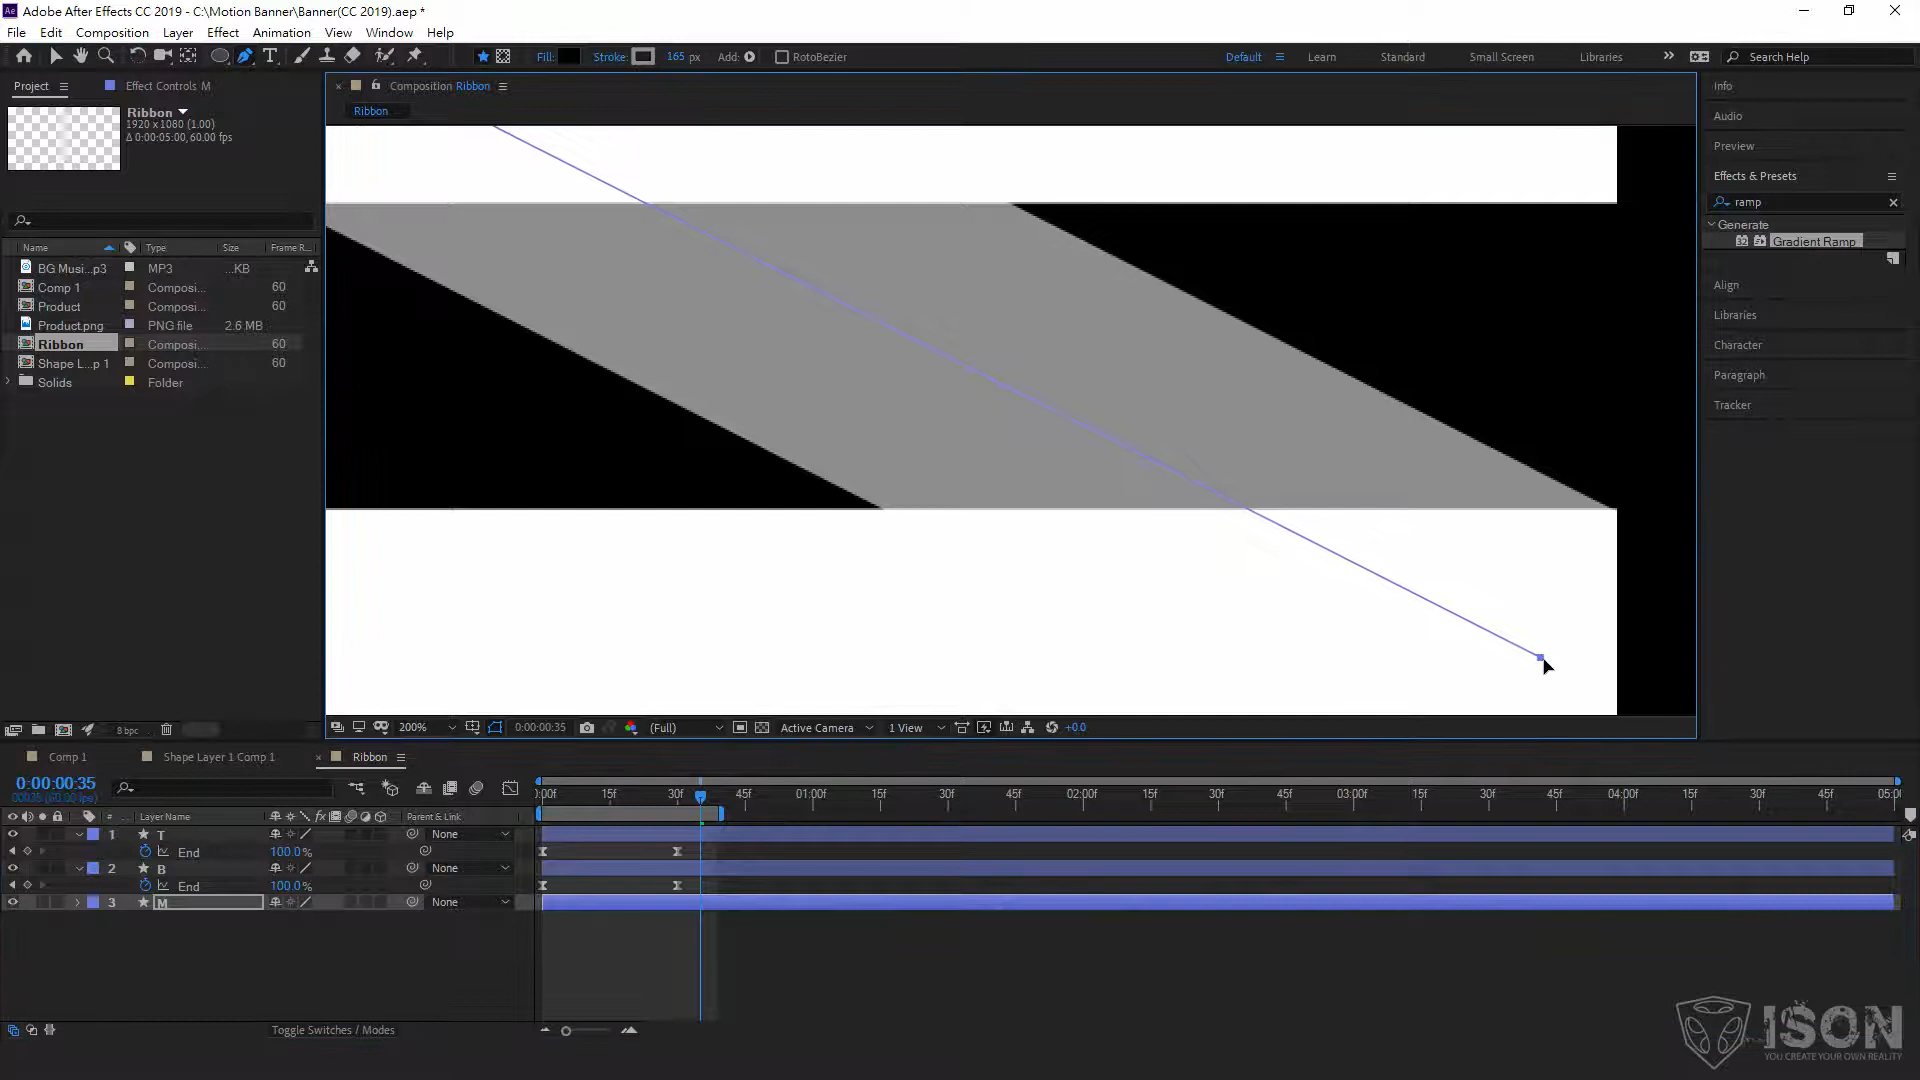 Adobe After Effects CC 2019 - C:\Motion Banner\Banner(CC 2019).aep *
File Edit Composition Layer Effect Animation View Window Help
Fill: Stroke: 165 px Add: RotoBezier Default Learn Standard Small Screen Libraries Search Help
Project Effect Controls M
Ribbon
1920 x 1080 (1.00)
Δ 0:00:05:00, 60.00 fps
Composition Ribbon
Ribbon
Info
Audio
Preview
Effects & Presets
ramp
Generate
32 Gradient Ramp
Align
Libraries
Character
Paragraph
Tracker
Name Type Size Frame R...
BG Musi...p3 MP3 ...KB
Comp 1 Composi... 60
Product Composi... 60
Product.png PNG file 2.6 MB
Ribbon Composi... 60
Shape L...p 1 Composi... 60
Solids Folder
8 bpc
200% 0:00:00:35 (Full) Active Camera 1 View +0.0
Comp 1 Shape Layer 1 Comp 1 Ribbon
0:00:00:35
00035 (60.00 fps)
:00f 15f 30f 45f 01:00f 15f 30f 45f 02:00f 15f 30f 45f 03:00f 15f 30f 45f 04:00f 15f 30f 45f 05:0
# Layer Name fx Parent & Link
1 T None
End 100.0%
2 B None
End 100.0%
3 M None
Toggle Switches / Modes
ISON
YOU CREATE YOUR OWN REALITY